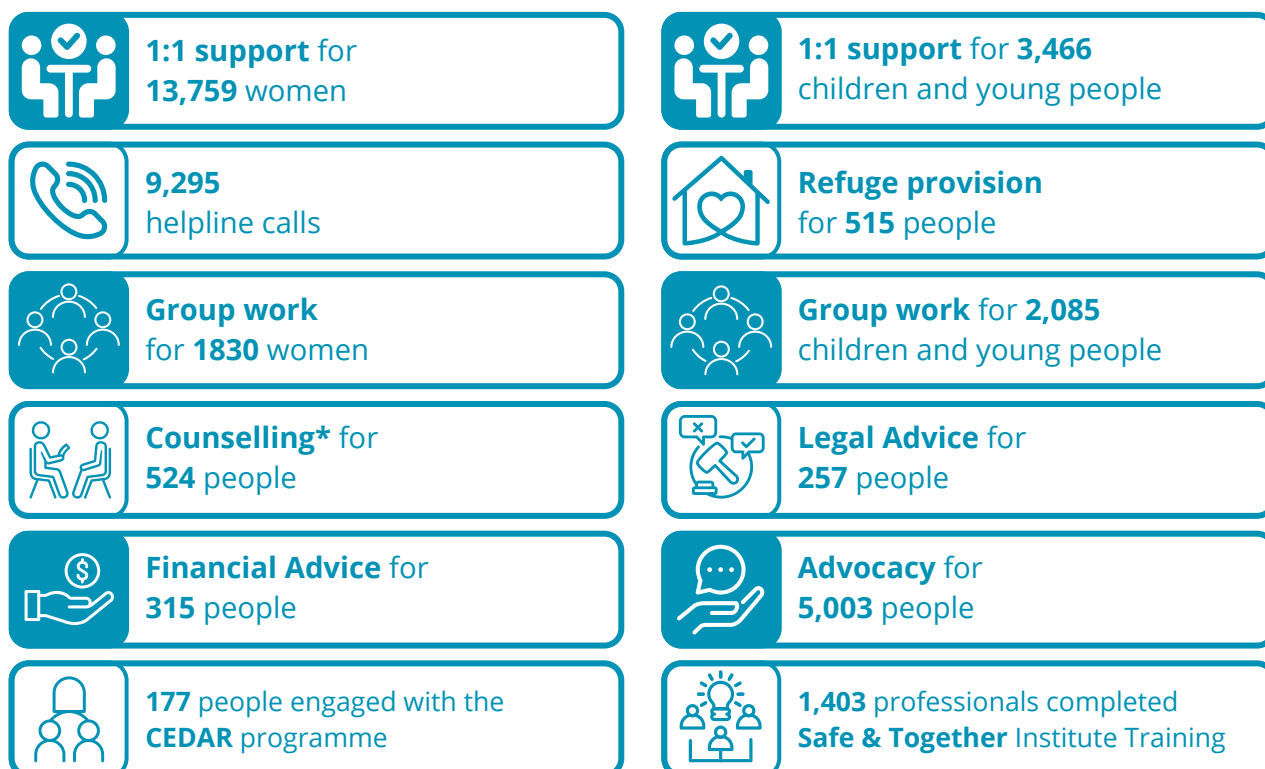 1:1 support for
13,759 women
1:1 support for 3,466
children and young people
9,295
helpline calls
Refuge provision
for 515 people
Group work
for 1830 women
Group work for 2,085
children and young people
Counselling* for
524 people
Legal Advice for
257 people
$
Financial Advice for
315 people
Advocacy for
5,003 people
177 people engaged with the
CEDAR programme
1,403 professionals completed
Safe & Together Institute Training